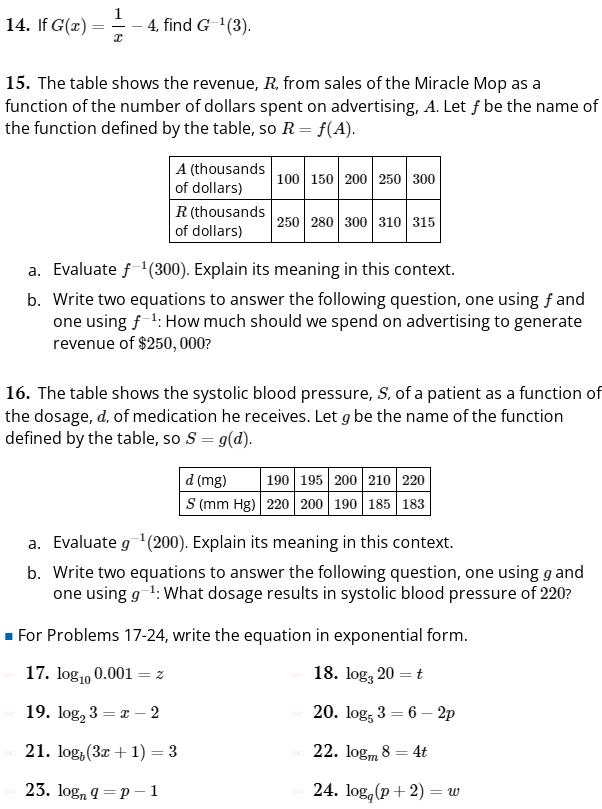 14. If G(x) = 1/x − 4, find G⁻¹(3).
15. The table shows the revenue, R, from sales of the Miracle Mop as a
function of the number of dollars spent on advertising, A. Let f be the name of
the function defined by the table, so R = f(A).
A (thousands of dollars) 100 150 200 250 300
R (thousands of dollars) 250 280 300 310 315
a. Evaluate f⁻¹(300). Explain its meaning in this context.
b. Write two equations to answer the following question, one using f and
one using f⁻¹: How much should we spend on advertising to generate
revenue of $250,000?
16. The table shows the systolic blood pressure, S, of a patient as a function of
the dosage, d, of medication he receives. Let g be the name of the function
defined by the table, so S = g(d).
d (mg) 190 195 200 210 220
S (mm Hg) 220 200 190 185 183
a. Evaluate g⁻¹(200). Explain its meaning in this context.
b. Write two equations to answer the following question, one using g and
one using g⁻¹: What dosage results in systolic blood pressure of 220?
■ For Problems 17-24, write the equation in exponential form.
17. log₁₀ 0.001 = z
18. log₃ 20 = t
19. log₂ 3 = x − 2
20. log₅ 3 = 6 − 2p
21. log_b(3x + 1) = 3
22. log_m 8 = 4t
23. log_n q = p − 1
24. log_q(p + 2) = w